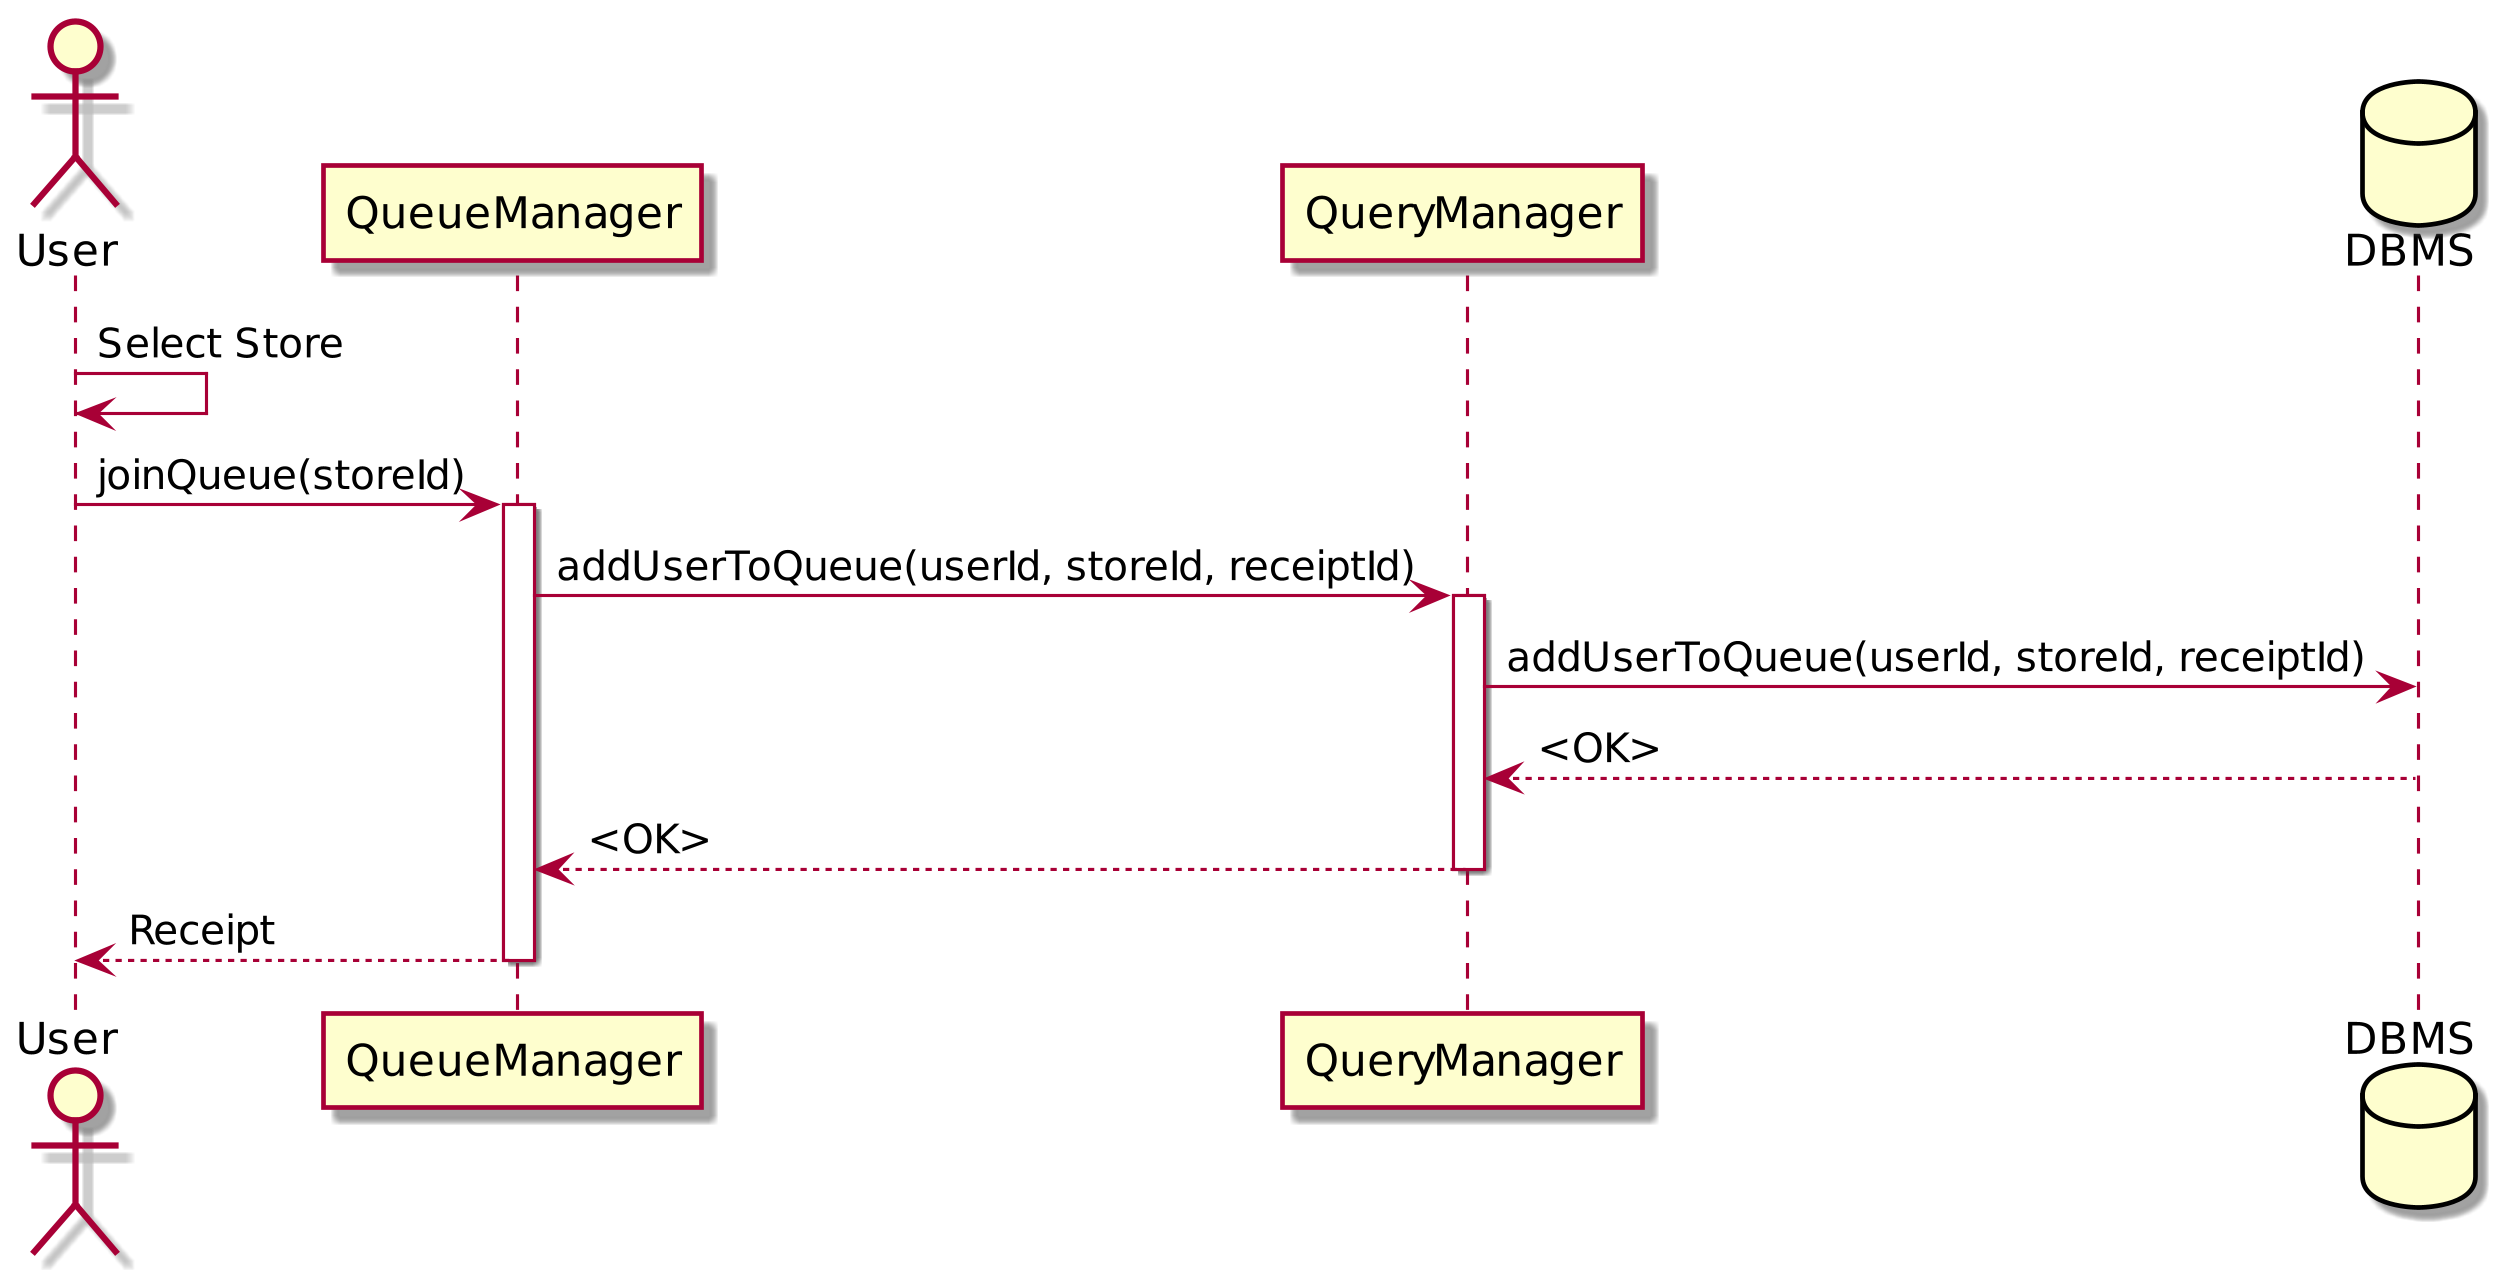 User
QueueManager
QueryManager
DBMS
Select Store
joinQueue(storeId)
addUserToQueue(userId, storeId, receiptId)
addUserToQueue(userId, storeId, receiptId)
<OK>
<OK>
Receipt
User
QueueManager
QueryManager
DBMS